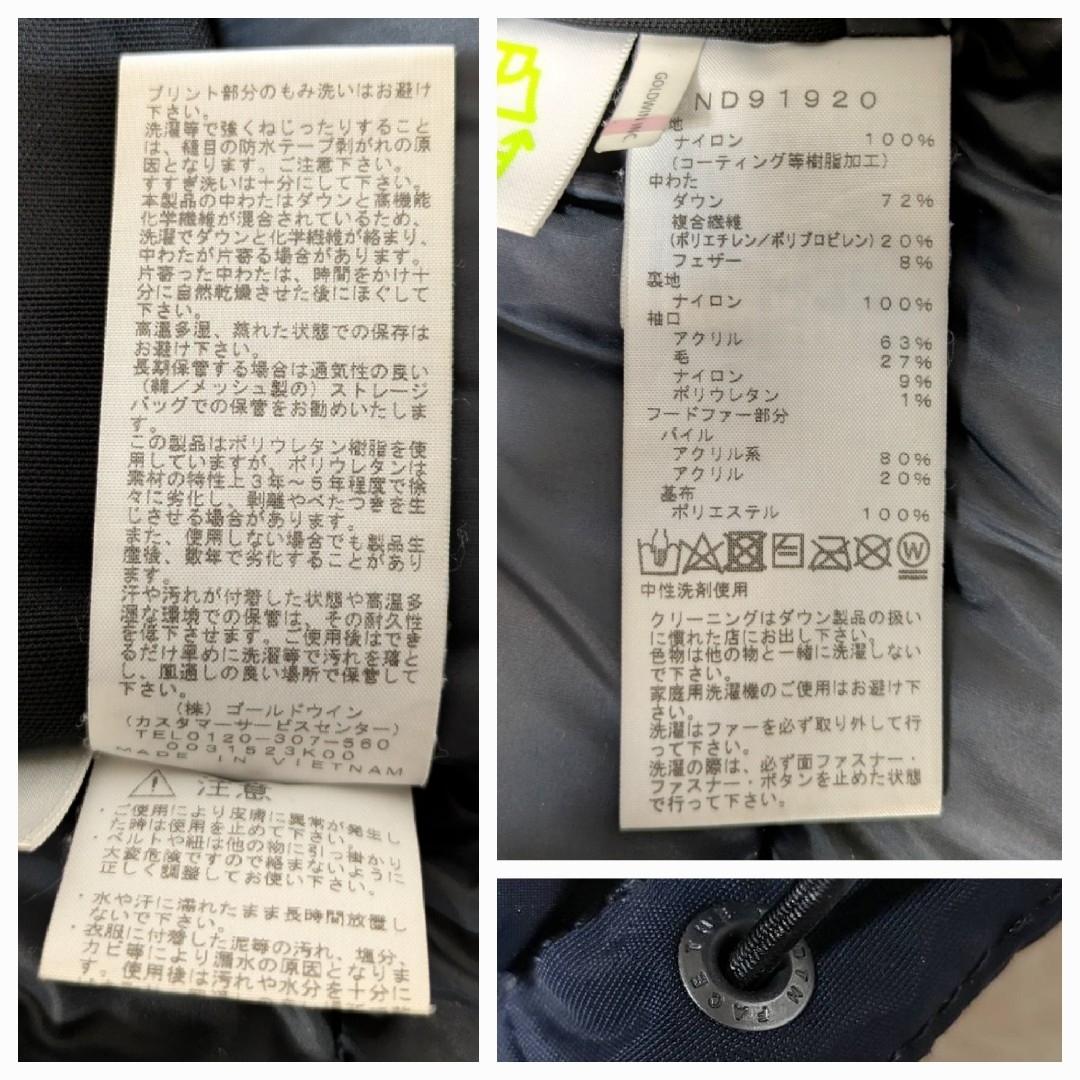 プリント部分のもみ洗いはお避け
下さい。
洗濯等で強くねじったりすること
は、縫目の防水テープ剥がれの原
因となります。ご注意下さい。
すすぎ洗いは十分にして下さい。
本製品の中わたはダウンと高機能
化学繊維が混合されているため、
洗濯でダウンと化学繊維が絡まり、
中わたが片寄る場合があります。
片寄った中わたは、時間をかけ十
分に自然乾燥させた後にほぐして
下さい。
高温多湿、蒸れた状態での保存は
お避け下さい。
長期保管する場合は通気性の良い
(綿/メッシュ製の)ストレージ
バッグでの保管をお勧めいたしま
す。
この製品はポリウレタン樹脂を使
用していますが、ポリウレタンは
素材の特性上3年〜5年程度で徐
々に劣化し、剥離やべたつきを生
じさせる場合があります。
また、使用しない場合でも製品生
産後、数年で劣化することがあり
ます。
汗や汚れが付着した状態や高温多
湿な環境での保管は、その耐久性
を低下させます。ご使用後はでき
るだけ早めに洗濯等で汚れを落と
し、風通しの良い場所で保管して
下さい。
(株)ゴールドウイン
(カスタマーサービスセンター)
TEL0120-307-560
0031523K00
MADE IN VIETNAM
注意
・ご使用により皮膚に異常が発生し
た時は使用を止めて下さい。
・ベルトや紐は他の物に引っ掛かり
大変危険ですので絡まないように
正しく調整してお使い下さい。
・水や汗に濡れたまま長時間放置し
ないで下さい。
・衣服に付着した泥等の汚れ、塩分、
カビ等により漏水の原因となりま
す。使用後は汚れや水分を十分に
GOLDWIN INC.
ND91920
地
ナイロン 100%
(コーティング等樹脂加工)
中わた
ダウン 72%
複合繊維
(ポリエチレン/ポリプロピレン)20%
フェザー 8%
裏地
ナイロン 100%
袖口
アクリル 63%
毛 27%
ナイロン 9%
ポリウレタン 1%
フードファー部分
パイル
アクリル系 80%
アクリル 20%
基布
ポリエステル 100%
W
中性洗剤使用
クリーニングはダウン製品の扱い
に慣れた店にお出し下さい。
色物は他の物と一緒に洗濯しない
で下さい。
家庭用洗濯機のご使用はお避け下
さい。
洗濯はファーを必ず取り外して行
って下さい。
洗濯の際は、必ず面ファスナー・
ファスナー・ボタンを止めた状態
で行って下さい。